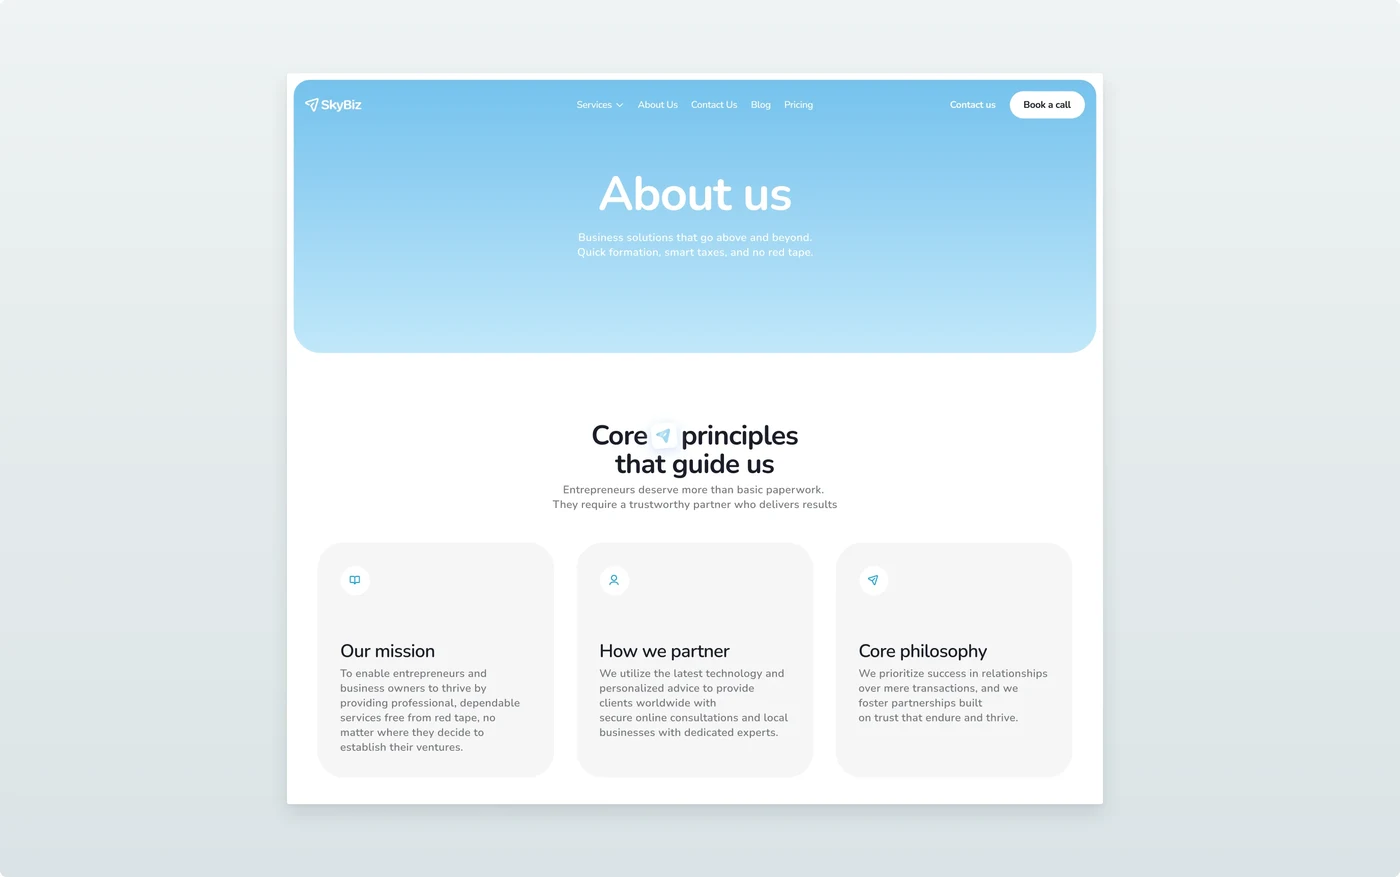 SkyBiz
Services About Us Contact Us Blog Pricing
Contact us
Book a call
About us
Business solutions that go above and beyond.
Quick formation, smart taxes, and no red tape.
Core principles
that guide us
Entrepreneurs deserve more than basic paperwork.
They require a trustworthy partner who delivers results
Our mission
To enable entrepreneurs and
business owners to thrive by
providing professional, dependable
services free from red tape, no
matter where they decide to
establish their ventures.
How we partner
We utilize the latest technology and
personalized advice to provide
clients worldwide with
secure online consultations and local
businesses with dedicated experts.
Core philosophy
We prioritize success in relationships
over mere transactions, and we
foster partnerships built
on trust that endure and thrive.